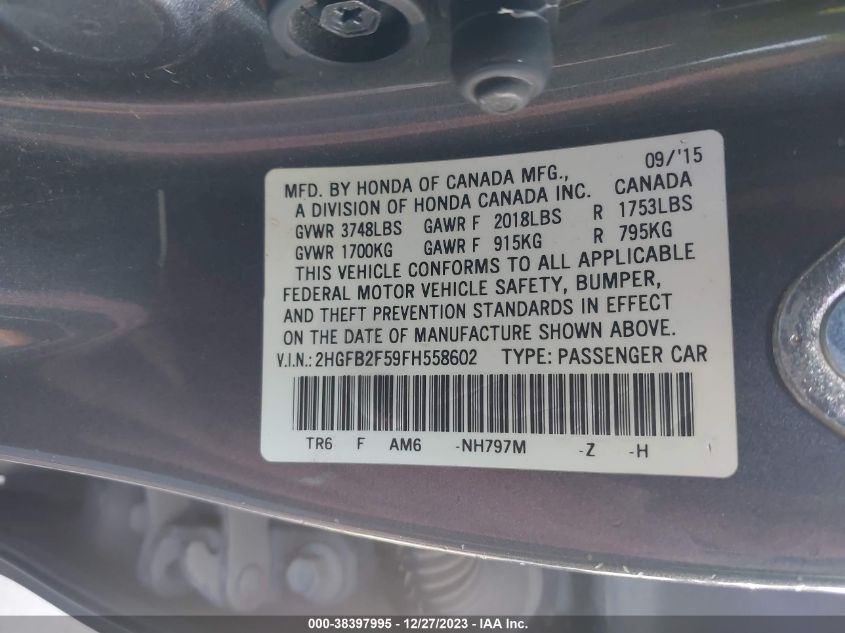 09/'15
MFD. BY HONDA OF CANADA MFG.,
A DIVISION OF HONDA CANADA INC. CANADA
GVWR 3748LBS GAWR F 2018LBS R 1753LBS
GVWR 1700KG GAWR F 915KG R 795KG
THIS VEHICLE CONFORMS TO ALL APPLICABLE
FEDERAL MOTOR VEHICLE SAFETY, BUMPER,
AND THEFT PREVENTION STANDARDS IN EFFECT
ON THE DATE OF MANUFACTURE SHOWN ABOVE.
V.I.N.: 2HGFB2F59FH558602 TYPE: PASSENGER CAR
TR6 F AM6 -NH797M -Z -H
000-38397995 - 12/27/2023 - IAA Inc.